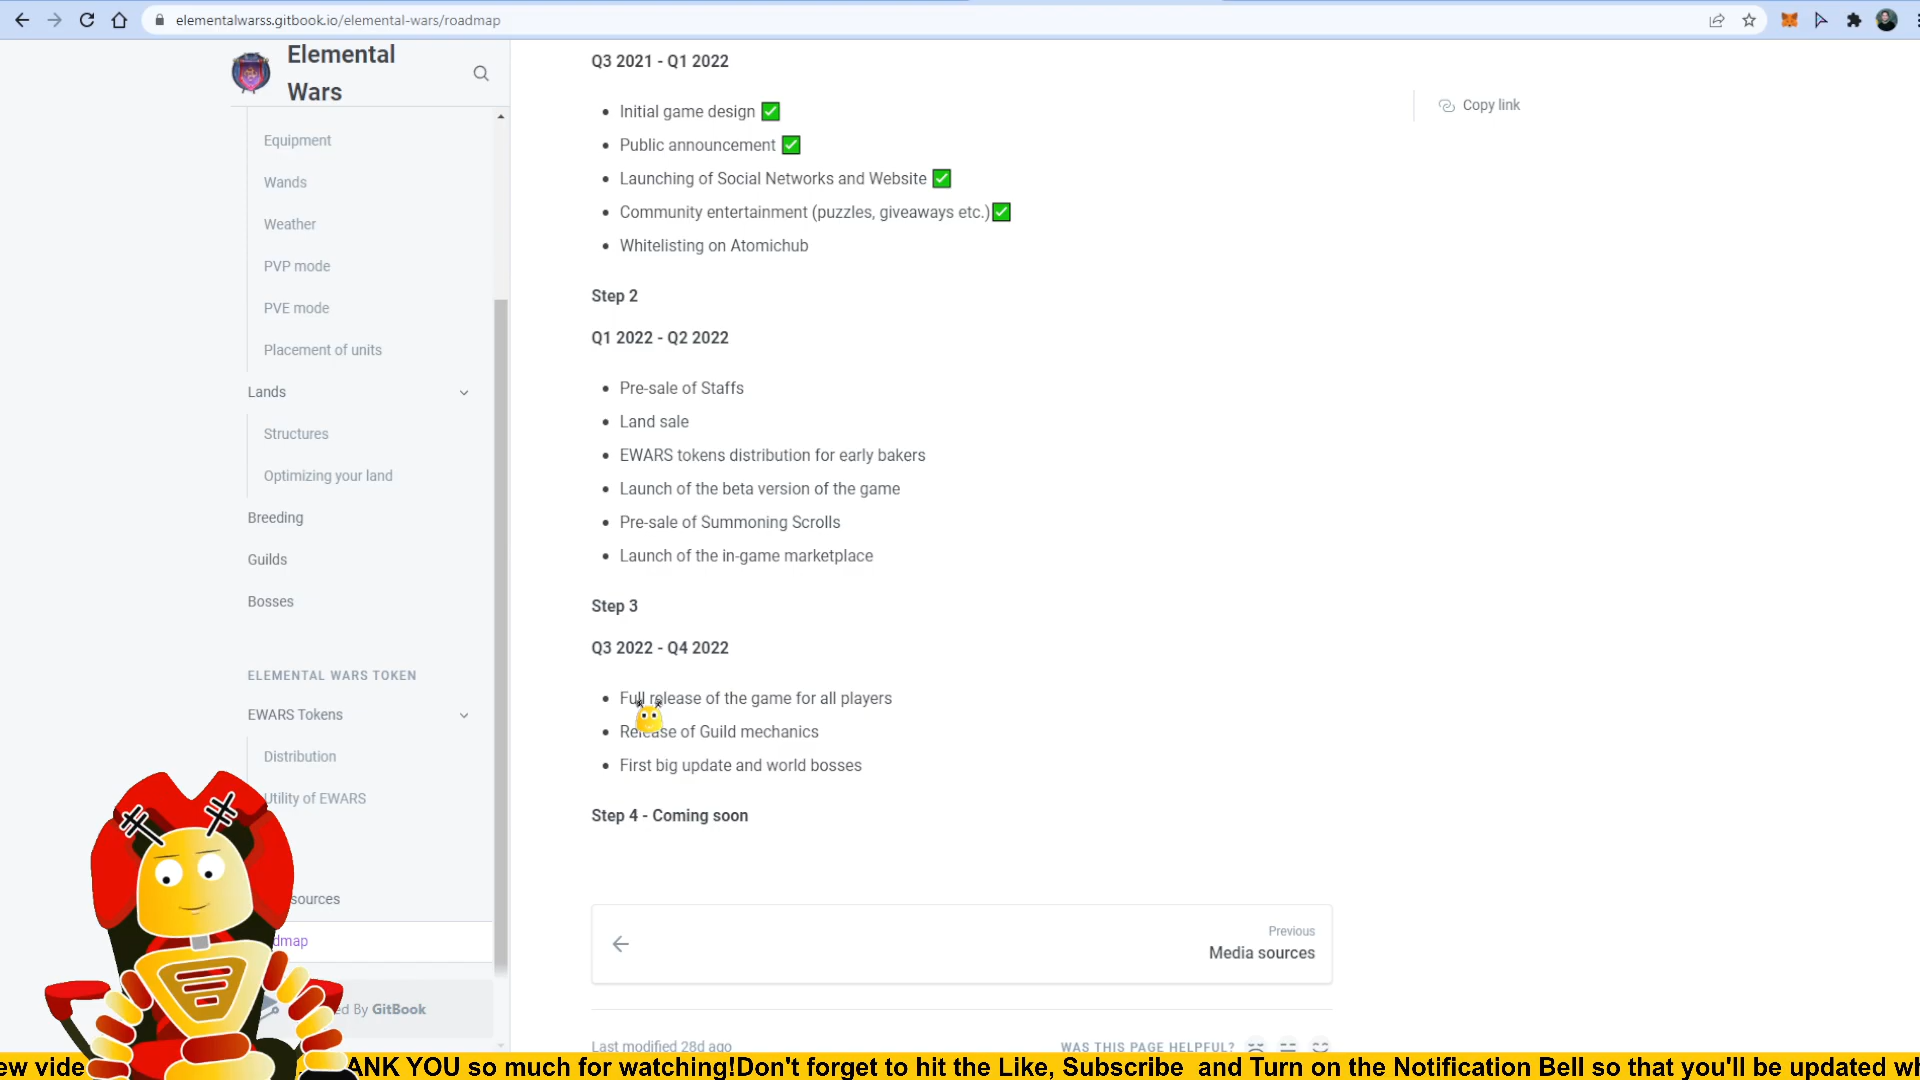 elementalwarss.gitbook.io/elemental-wars/roadmap
Elemental
Wars
Equipment
Wands
Weather
PVP mode
PVE mode
Placement of units
Lands
Structures
Optimizing your land
Breeding
Guilds
Bosses
ELEMENTAL WARS TOKEN
EWARS Tokens
Distribution
Utility of EWARS
sources
dmap
ed By GitBook
Q3 2021 - Q1 2022
Initial game design ✅
Public announcement ✅
Launching of Social Networks and Website ✅
Community entertainment (puzzles, giveaways etc.)✅
Whitelisting on Atomichub
Step 2
Q1 2022 - Q2 2022
Pre-sale of Staffs
Land sale
EWARS tokens distribution for early bakers
Launch of the beta version of the game
Pre-sale of Summoning Scrolls
Launch of the in-game marketplace
Step 3
Q3 2022 - Q4 2022
Full release of the game for all players
Release of Guild mechanics
First big update and world bosses
Step 4 - Coming soon
Previous
Media sources
Last modified 28d ago
WAS THIS PAGE HELPFUL?
Copy link
ew vide ANK YOU so much for watching!Don't forget to hit the Like, Subscribe and Turn on the Notification Bell so that you'll be updated wh